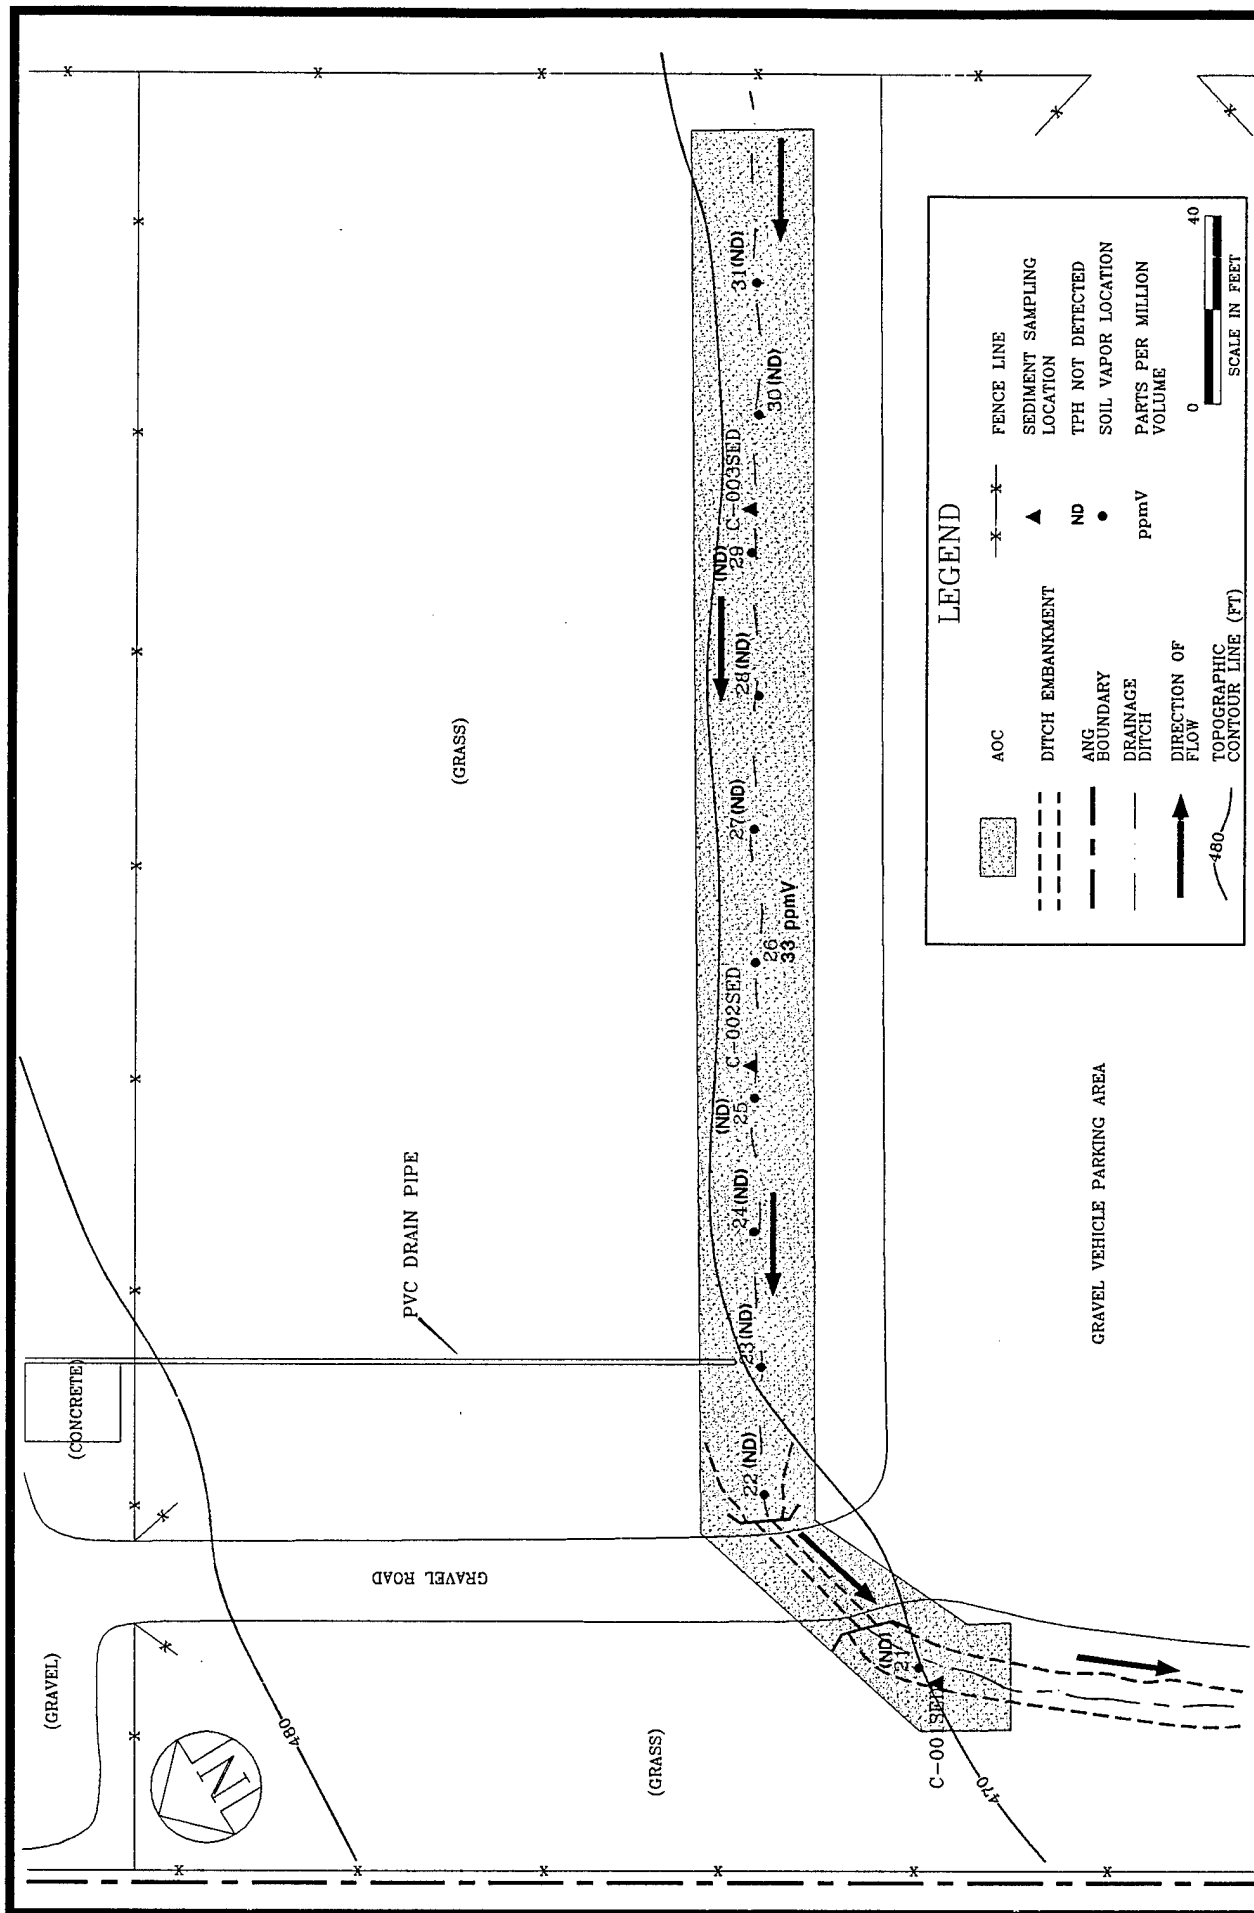 (CONCRETE)
(GRAVEL)
GRAVEL ROAD
N
480
PVC DRAIN PIPE
(GRASS)
(GRASS)
31(ND)
30(ND)
C-003SED
(ND)
29
28(ND)
27(ND)
26
33 ppmV
C-002SED
(ND)
25
24(ND)
23(ND)
22(ND)
(ND)
21
C-001SED
470
GRAVEL VEHICLE PARKING AREA
LEGEND
AOC
DITCH EMBANKMENT
ANG
BOUNDARY
DRAINAGE
DITCH
DIRECTION OF
FLOW
480
TOPOGRAPHIC
CONTOUR LINE (FT)
FENCE LINE
SEDIMENT SAMPLING
LOCATION
ND
TPH NOT DETECTED
SOIL VAPOR LOCATION
ppmV
PARTS PER MILLION
VOLUME
0
40
SCALE IN FEET